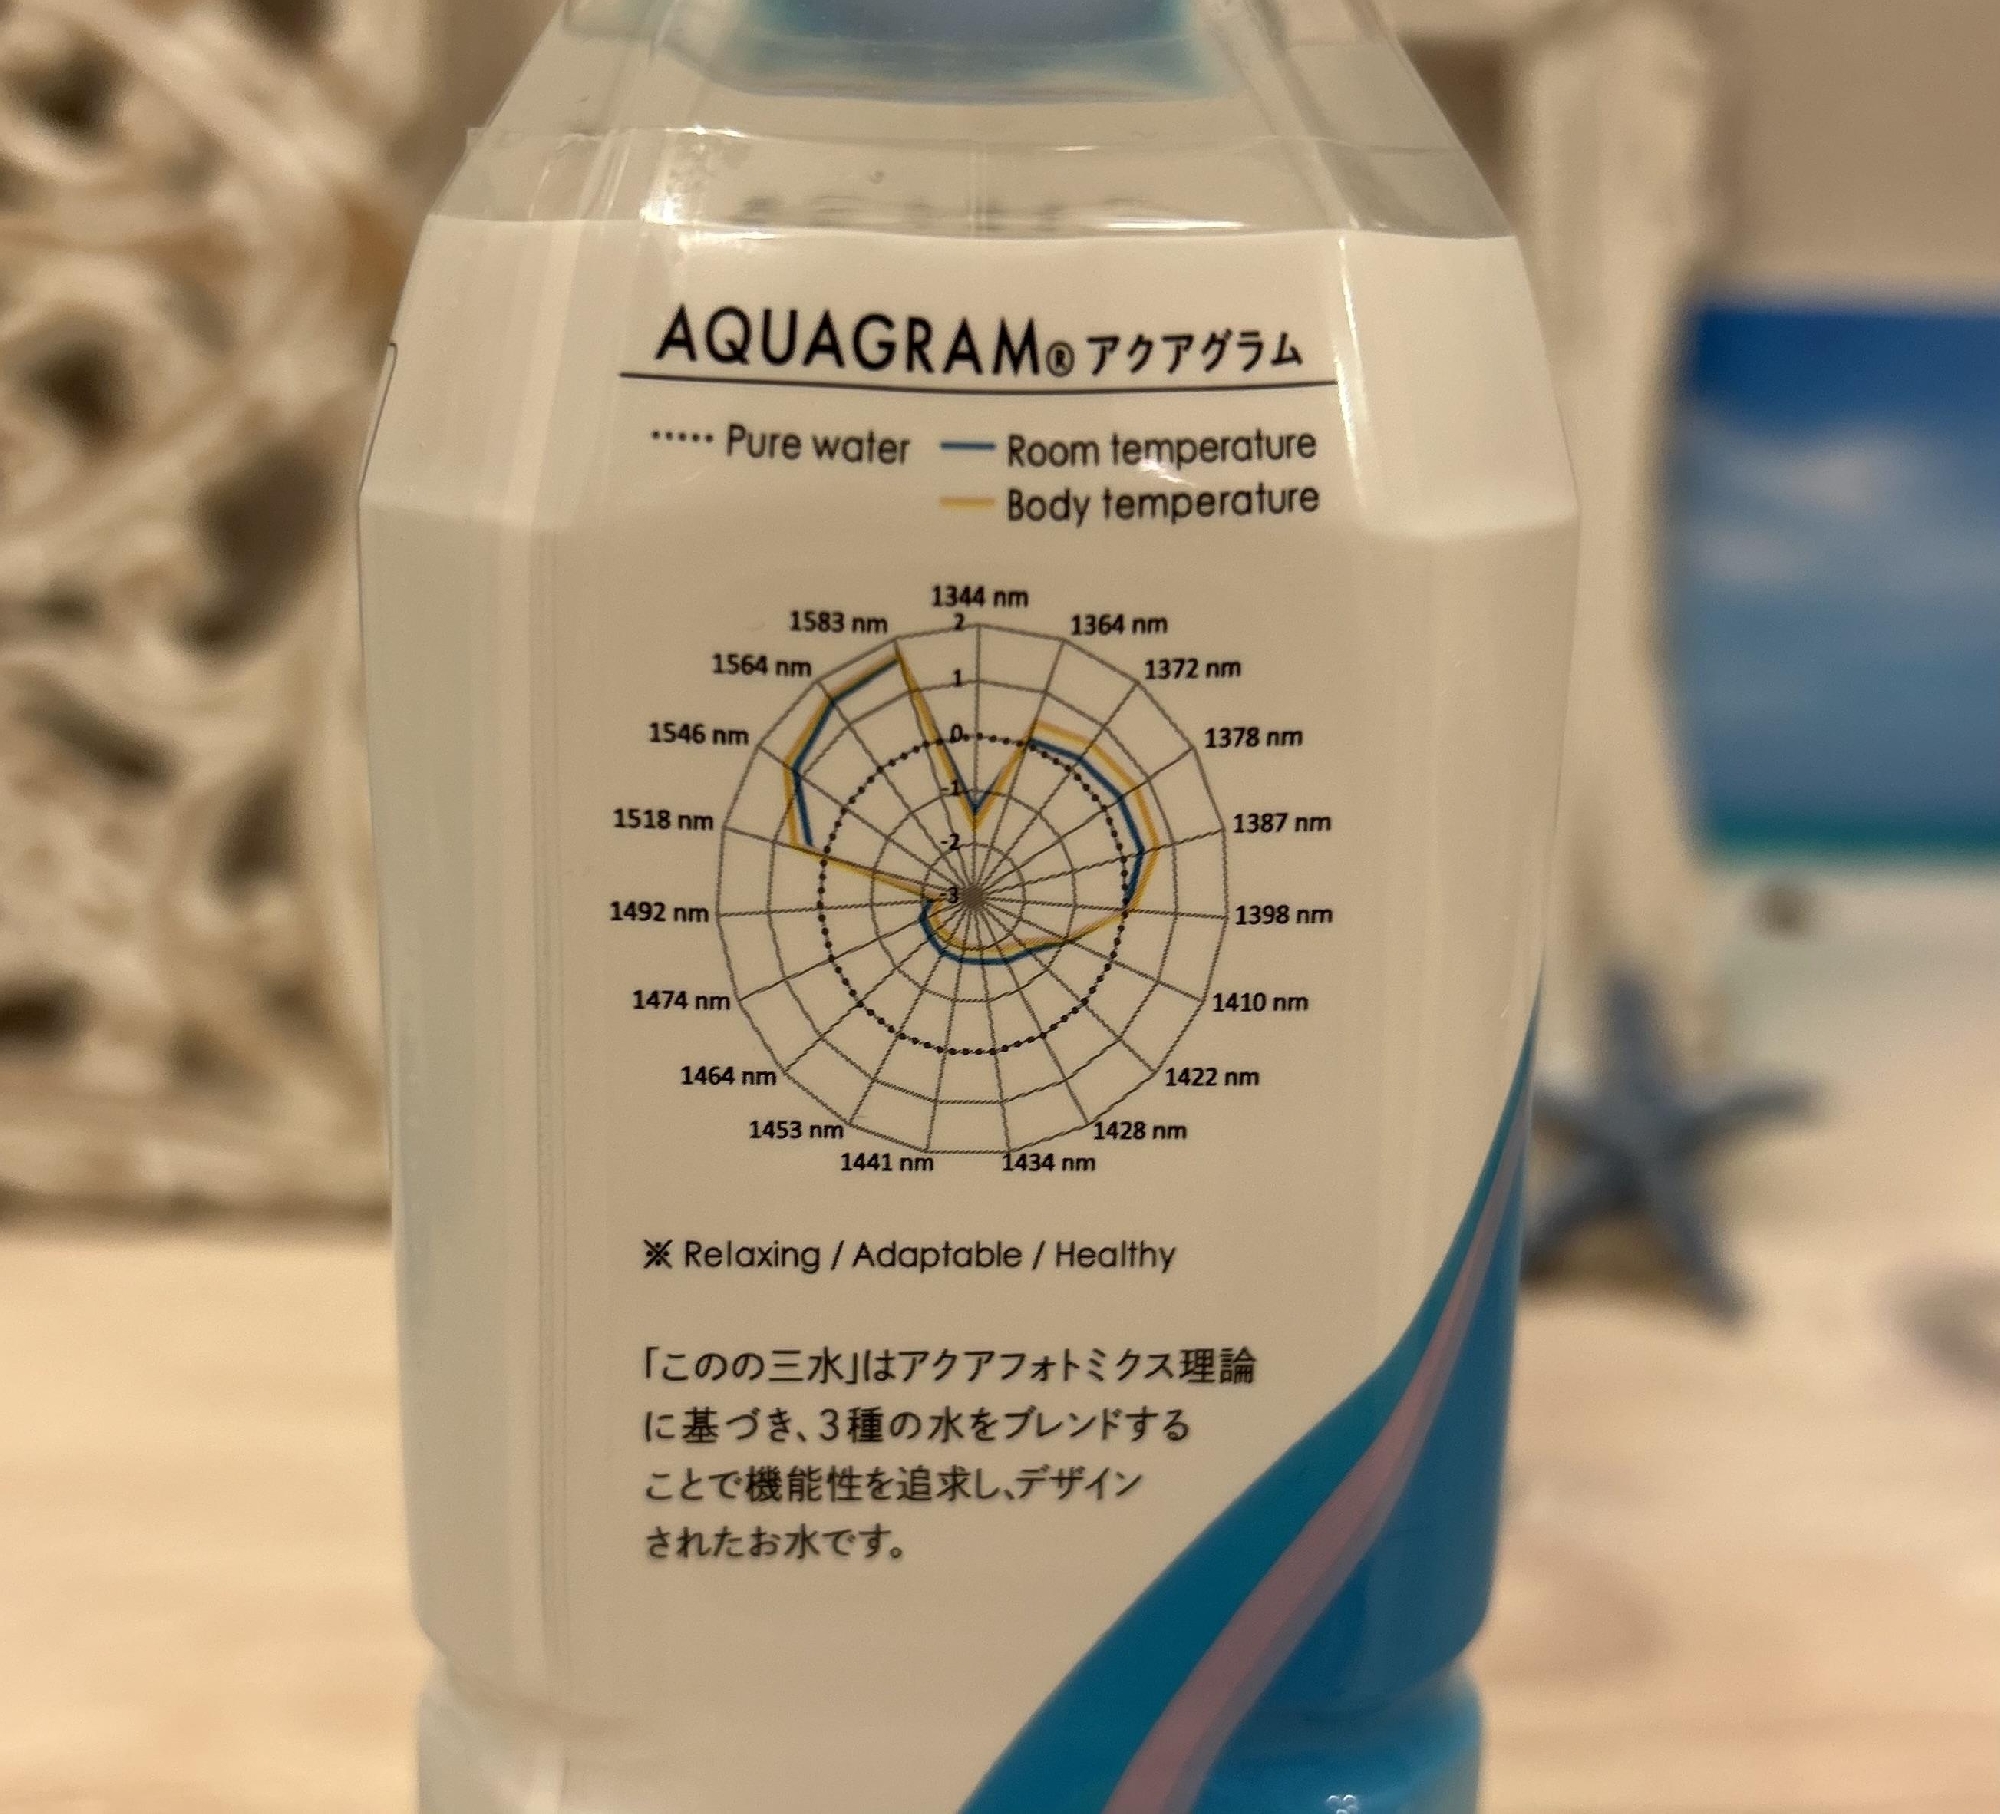 AQUAGRAM® アクアグラム
Pure water Room temperature
Body temperature
1344 nm
1364 nm
1372 nm
1378 nm
1387 nm
1398 nm
1410 nm
1422 nm
1428 nm
1434 nm
1441 nm
1453 nm
1464 nm
1474 nm
1492 nm
1518 nm
1546 nm
1564 nm
1583 nm
2
1
0
-1
-2
-3
※ Relaxing / Adaptable / Healthy
「このの三水」はアクアフォトミクス理論
に基づき、3種の水をブレンドする
ことで機能性を追求し、デザイン
されたお水です。